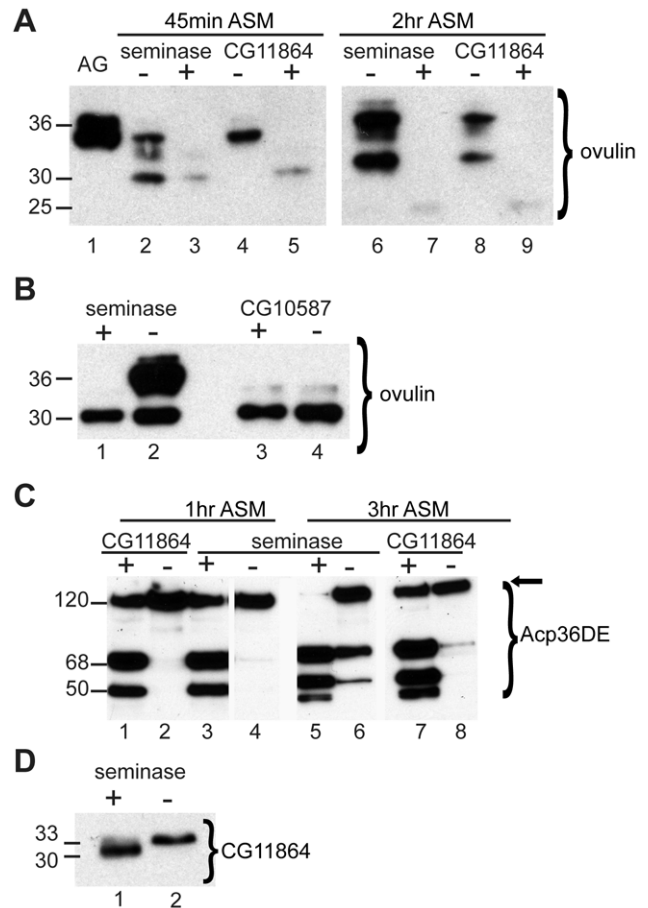 A
45min ASM
2hr ASM
AG
seminase
CG11864
seminase
CG11864
- + - + - + - +
36
30
25
ovulin
1 2 3 4 5 6 7 8 9
B
seminase
CG10587
+ - + -
36
30
ovulin
1 2 3 4
C
1hr ASM
3hr ASM
CG11864
seminase
CG11864
+ - + - + - + -
120
68
50
Acp36DE
1 2 3 4 5 6 7 8
D
seminase
+ -
33
30
CG11864
1 2